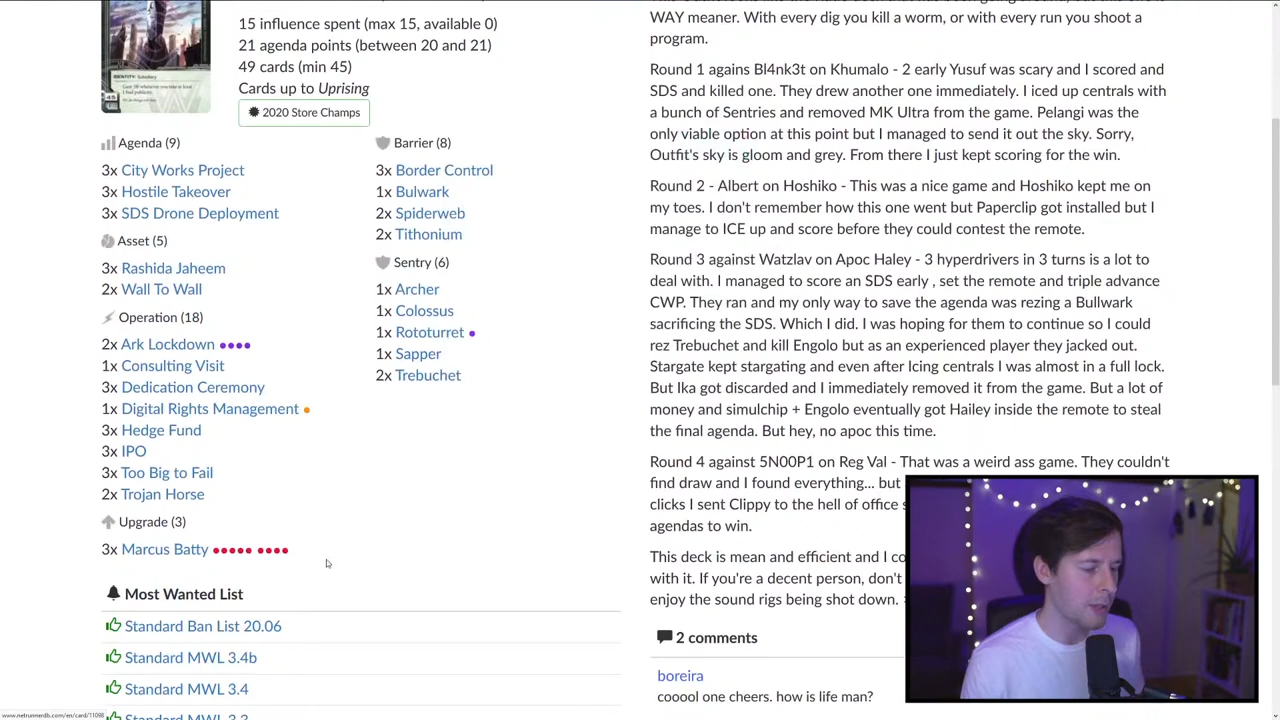 15 influence spent (max 15, available 0)
21 agenda points (between 20 and 21)
49 cards (min 45)
Cards up to Uprising
2020 Store Champs
Agenda (9)
3x City Works Project
3x Hostile Takeover
3x SDS Drone Deployment
Asset (5)
3x Rashida Jaheem
2x Wall To Wall
Operation (18)
2x Ark Lockdown
1x Consulting Visit
3x Dedication Ceremony
1x Digital Rights Management
3x Hedge Fund
3x IPO
3x Too Big to Fail
2x Trojan Horse
Upgrade (3)
3x Marcus Batty
Barrier (8)
3x Border Control
1x Bulwark
2x Spiderweb
2x Tithonium
Sentry (6)
1x Archer
1x Colossus
1x Rototurret
1x Sapper
2x Trebuchet
Most Wanted List
Standard Ban List 20.06
Standard MWL 3.4b
Standard MWL 3.4
www.netrunnerdb.com/en/card/11098
WAY meaner. With every dig you kill a worm, or with every run you shoot a
program.
Round 1 agains Bl4nk3t on Khumalo - 2 early Yusuf was scary and I scored and
SDS and killed one. They drew another one immediately. I iced up centrals with
a bunch of Sentries and removed MK Ultra from the game. Pelangi was the
only viable option at this point but I managed to send it out the sky. Sorry,
Outfit's sky is gloom and grey. From there I just kept scoring for the win.
Round 2 - Albert on Hoshiko - This was a nice game and Hoshiko kept me on
my toes. I don't remember how this one went but Paperclip got installed but I
manage to ICE up and score before they could contest the remote.
Round 3 against Watzlav on Apoc Haley - 3 hyperdrivers in 3 turns is a lot to
deal with. I managed to score an SDS early , set the remote and triple advance
CWP. They ran and my only way to save the agenda was rezing a Bullwark
sacrificing the SDS. Which I did. I was hoping for them to continue so I could
rez Trebuchet and kill Engolo but as an experienced player they jacked out.
Stargate kept stargating and even after Icing centrals I was almost in a full lock.
But Ika got discarded and I immediately removed it from the game. But a lot of
money and simulchip + Engolo eventually got Hailey inside the remote to steal
the final agenda. But hey, no apoc this time.
Round 4 against 5N00P1 on Reg Val - That was a weird ass game. They couldn't
find draw and I found everything... but
clicks I sent Clippy to the hell of office
agendas to win.
This deck is mean and efficient and I co
with it. If you're a decent person, don't
enjoy the sound rigs being shot down.
2 comments
boreira
cooool one cheers. how is life man?